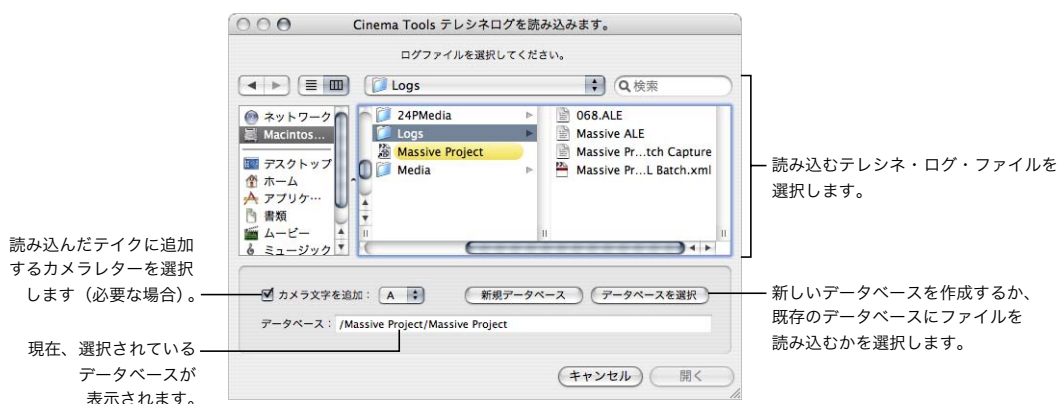 Cinema Tools テレシネログを読み込みます。
ログファイルを選択してください。
Logs
検索
ネットワーク
Macintos...
デスクトップ
ホーム
アプリケ…
書類
ムービー
ミュージック
24PMedia
Logs
Massive Project
Media
068.ALE
Massive ALE
Massive Pr...tch Capture
Massive Pr...L Batch.xml
読み込むテレシネ・ログ・ファイルを
選択します。
読み込んだテイクに追加
するカメラレターを選択
します（必要な場合）。
カメラ文字を追加： A 新規データベース データベースを選択
データベース： /Massive Project/Massive Project
新しいデータベースを作成するか、
既存のデータベースにファイルを
読み込むかを選択します。
現在、選択されている
データベースが
表示されます。
キャンセル 開く